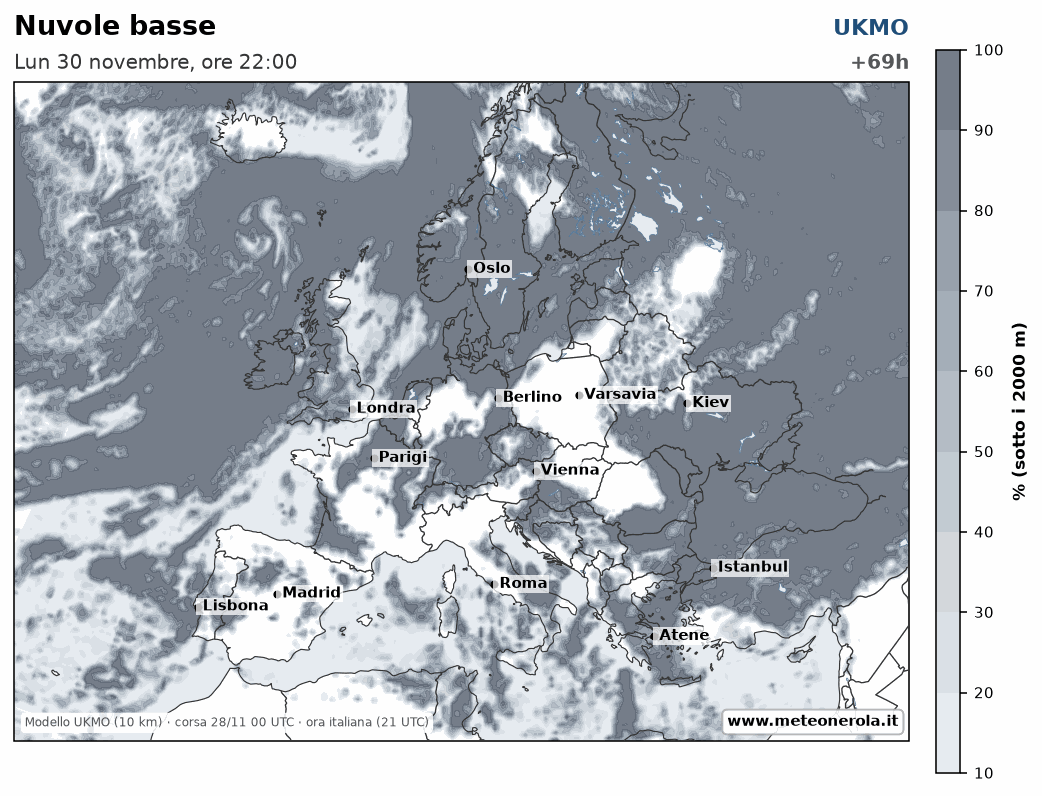 Nuvole basse
UKMO
Lun 30 novembre, ore 22:00
+69h
100
90
80
70
60
50
40
30
20
10
% (sotto i 2000 m)
Oslo
Londra
Berlino
Varsavia
Kiev
Parigi
Vienna
Istanbul
Roma
Madrid
Lisbona
Atene
Modello UKMO (10 km) · corsa 28/11 00 UTC · ora italiana (21 UTC)
www.meteonerola.it